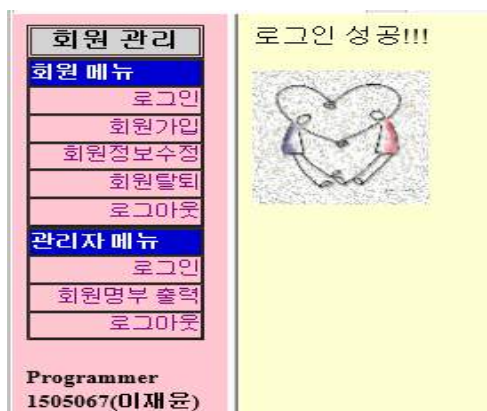 회원 관리
회원 메뉴
로그인
회원가입
회원정보수정
회원탈퇴
로그아웃
관리자 메뉴
로그인
회원명부 출력
로그아웃
Programmer
1505067(이재윤)
로그인 성공!!!